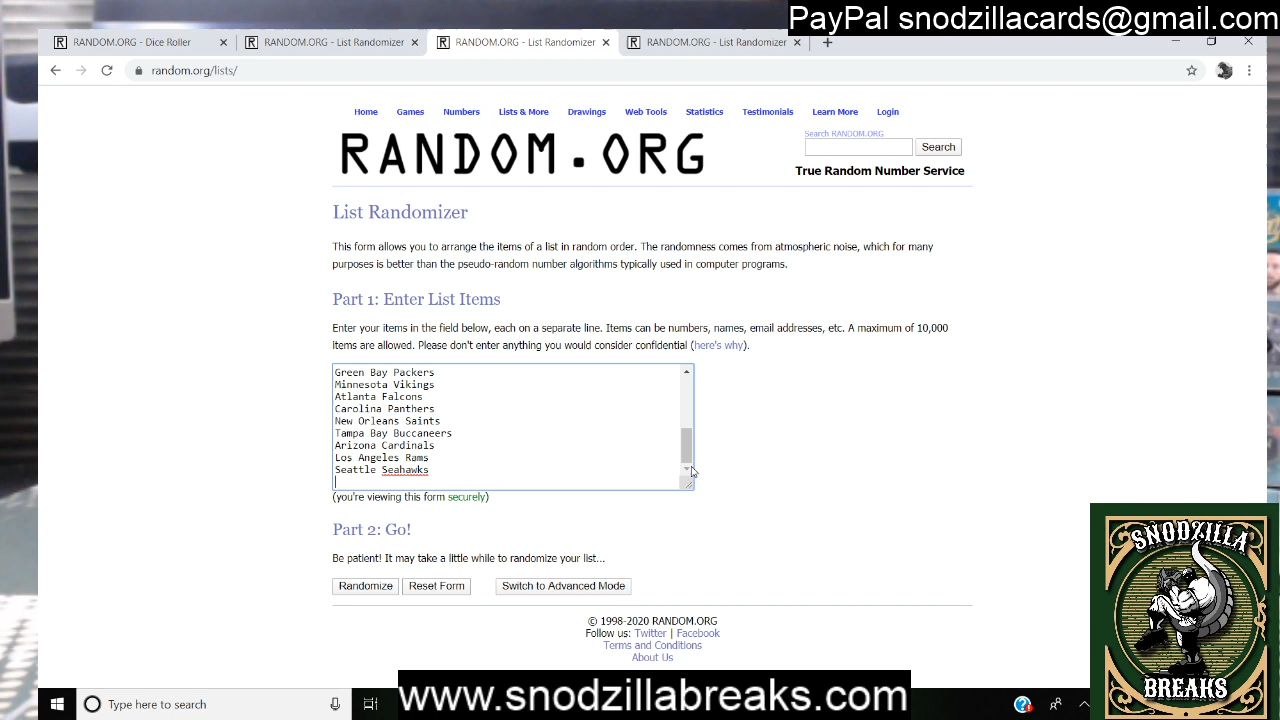 PayPal snodzillacards@gmail.com
RANDOM.ORG - Dice Roller
RANDOM.ORG - List Randomizer
RANDOM.ORG - List Randomizer
RANDOM.ORG - List Randomizer
random.org/lists/
Home Games Numbers Lists & More Drawings Web Tools Statistics Testimonials Learn More Login
RANDOM.ORG
Search RANDOM.ORG
Search
True Random Number Service
List Randomizer
This form allows you to arrange the items of a list in random order. The randomness comes from atmospheric noise, which for many
purposes is better than the pseudo-random number algorithms typically used in computer programs.
Part 1: Enter List Items
Enter your items in the field below, each on a separate line. Items can be numbers, names, email addresses, etc. A maximum of 10,000
items are allowed. Please don't enter anything you would consider confidential (here's why).
Green Bay Packers
Minnesota Vikings
Atlanta Falcons
Carolina Panthers
New Orleans Saints
Tampa Bay Buccaneers
Arizona Cardinals
Los Angeles Rams
Seattle Seahawks
(you're viewing this form securely)
Part 2: Go!
Be patient! It may take a little while to randomize your list...
Randomize Reset Form Switch to Advanced Mode
© 1998-2020 RANDOM.ORG
Follow us: Twitter | Facebook
Terms and Conditions
About Us
SNODZILLA
BREAKS
www.snodzillabreaks.com
Type here to search